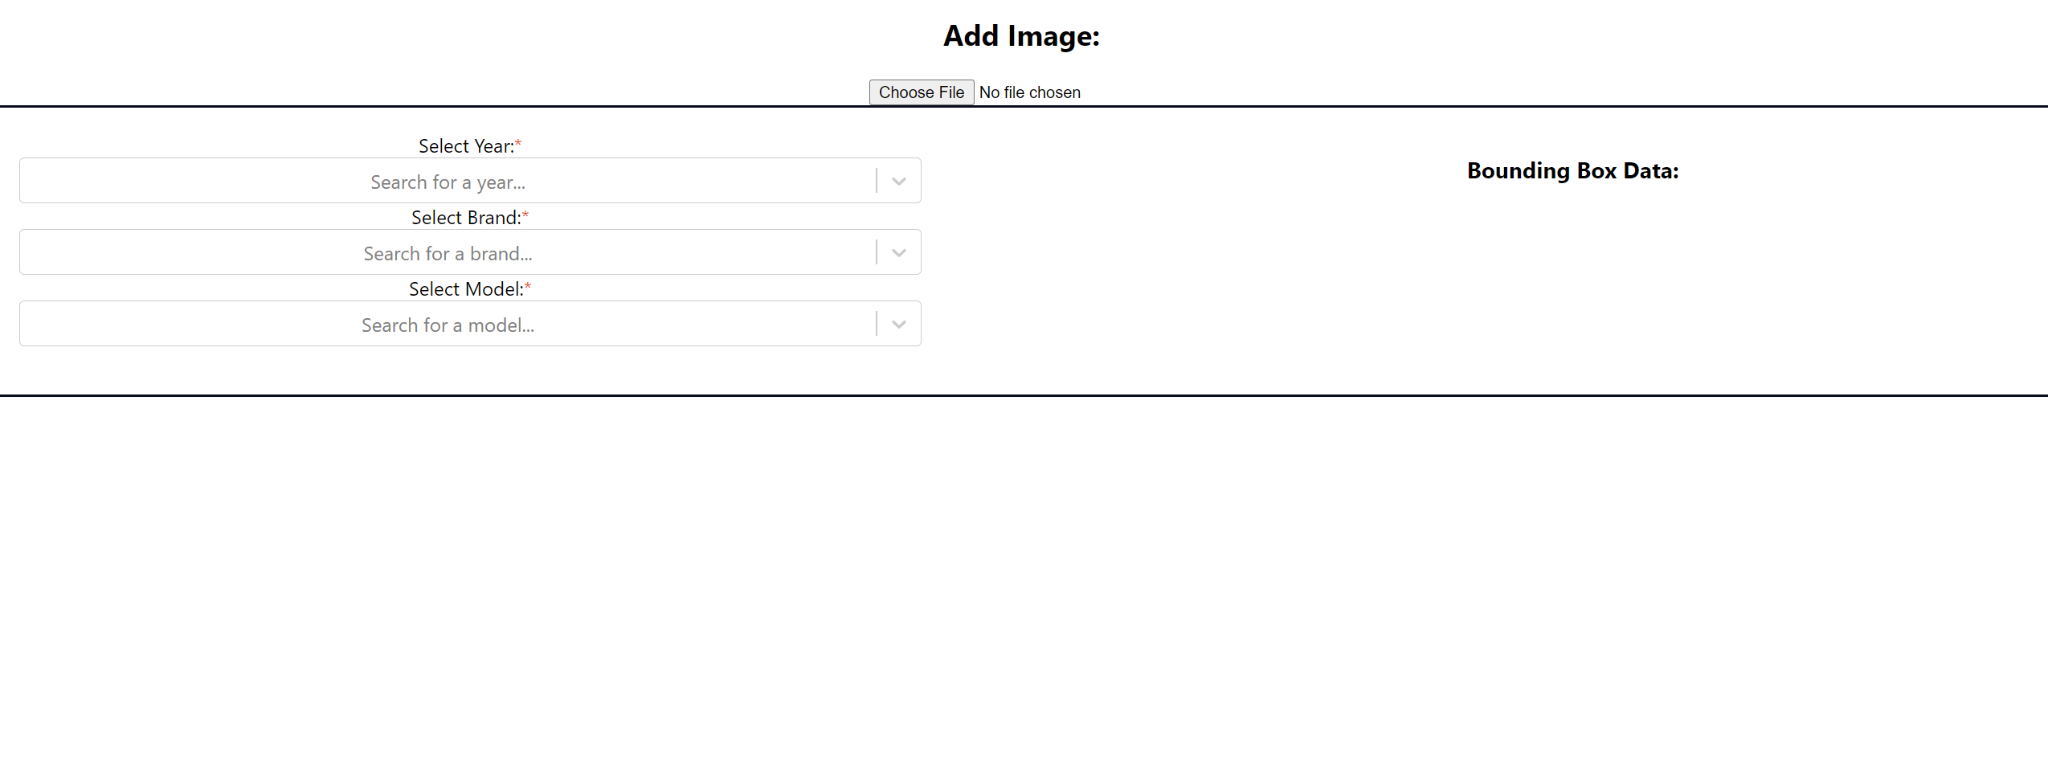 Add Image:
Choose File No file chosen
Select Year:*
Search for a year...
Select Brand:*
Search for a brand...
Select Model:*
Search for a model...
Bounding Box Data: